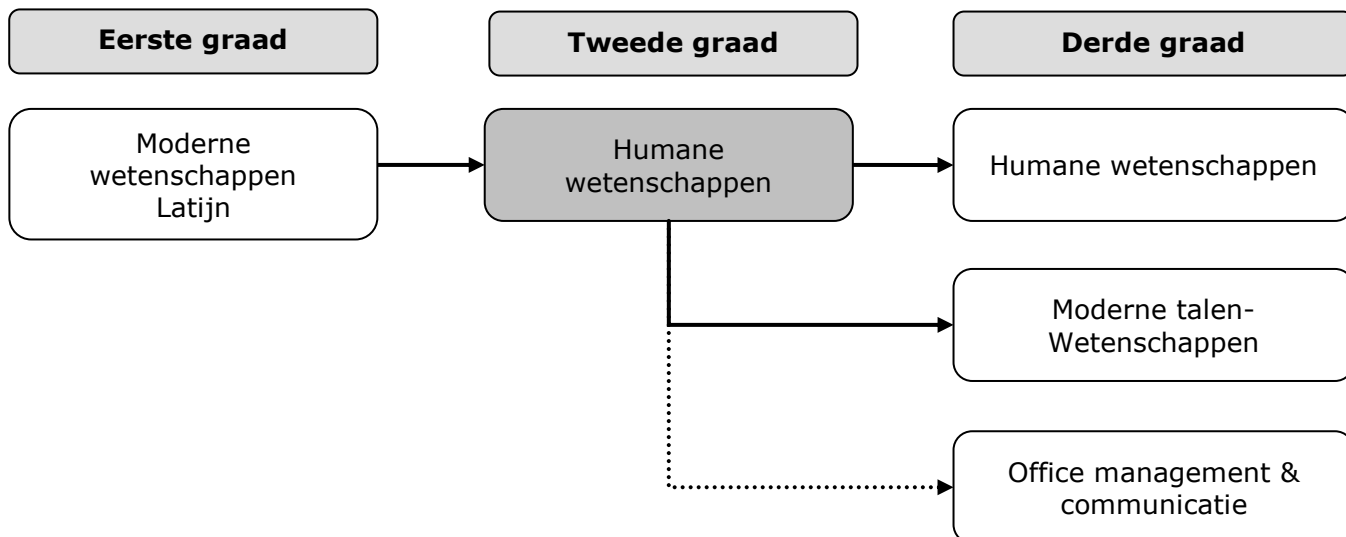 Eerste graad
Tweede graad
Derde graad
Moderne
wetenschappen
Latijn
Humane
wetenschappen
Humane wetenschappen
Moderne talen-
Wetenschappen
Office management &
communicatie